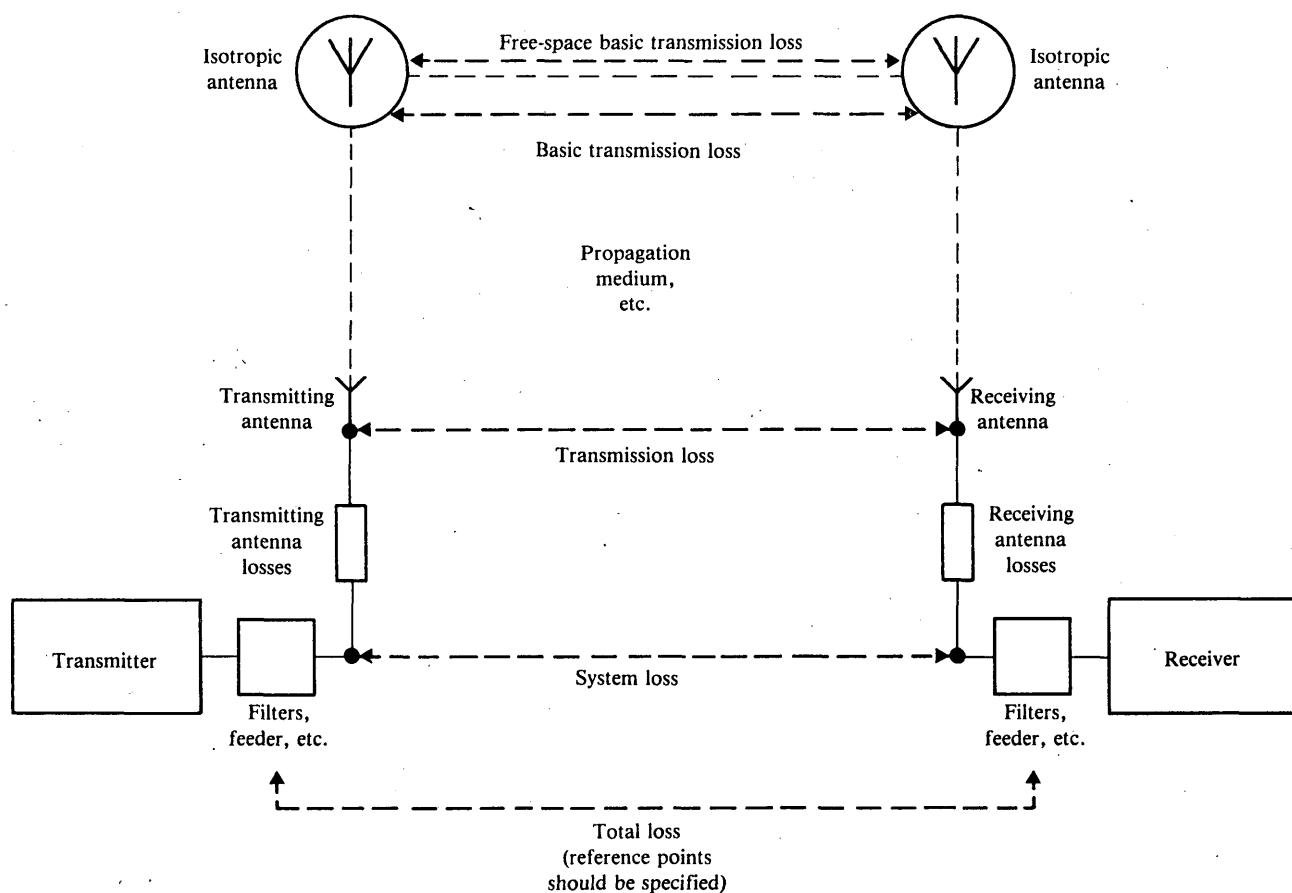 Free-space basic transmission loss
Isotropic
antenna
Isotropic
antenna
Basic transmission loss
Propagation
medium,
etc.
Transmitting
antenna
Receiving
antenna
Transmission loss
Transmitting
antenna
losses
Receiving
antenna
losses
Transmitter
System loss
Receiver
Filters,
feeder, etc.
Filters,
feeder, etc.
Total loss
(reference points
should be specified)